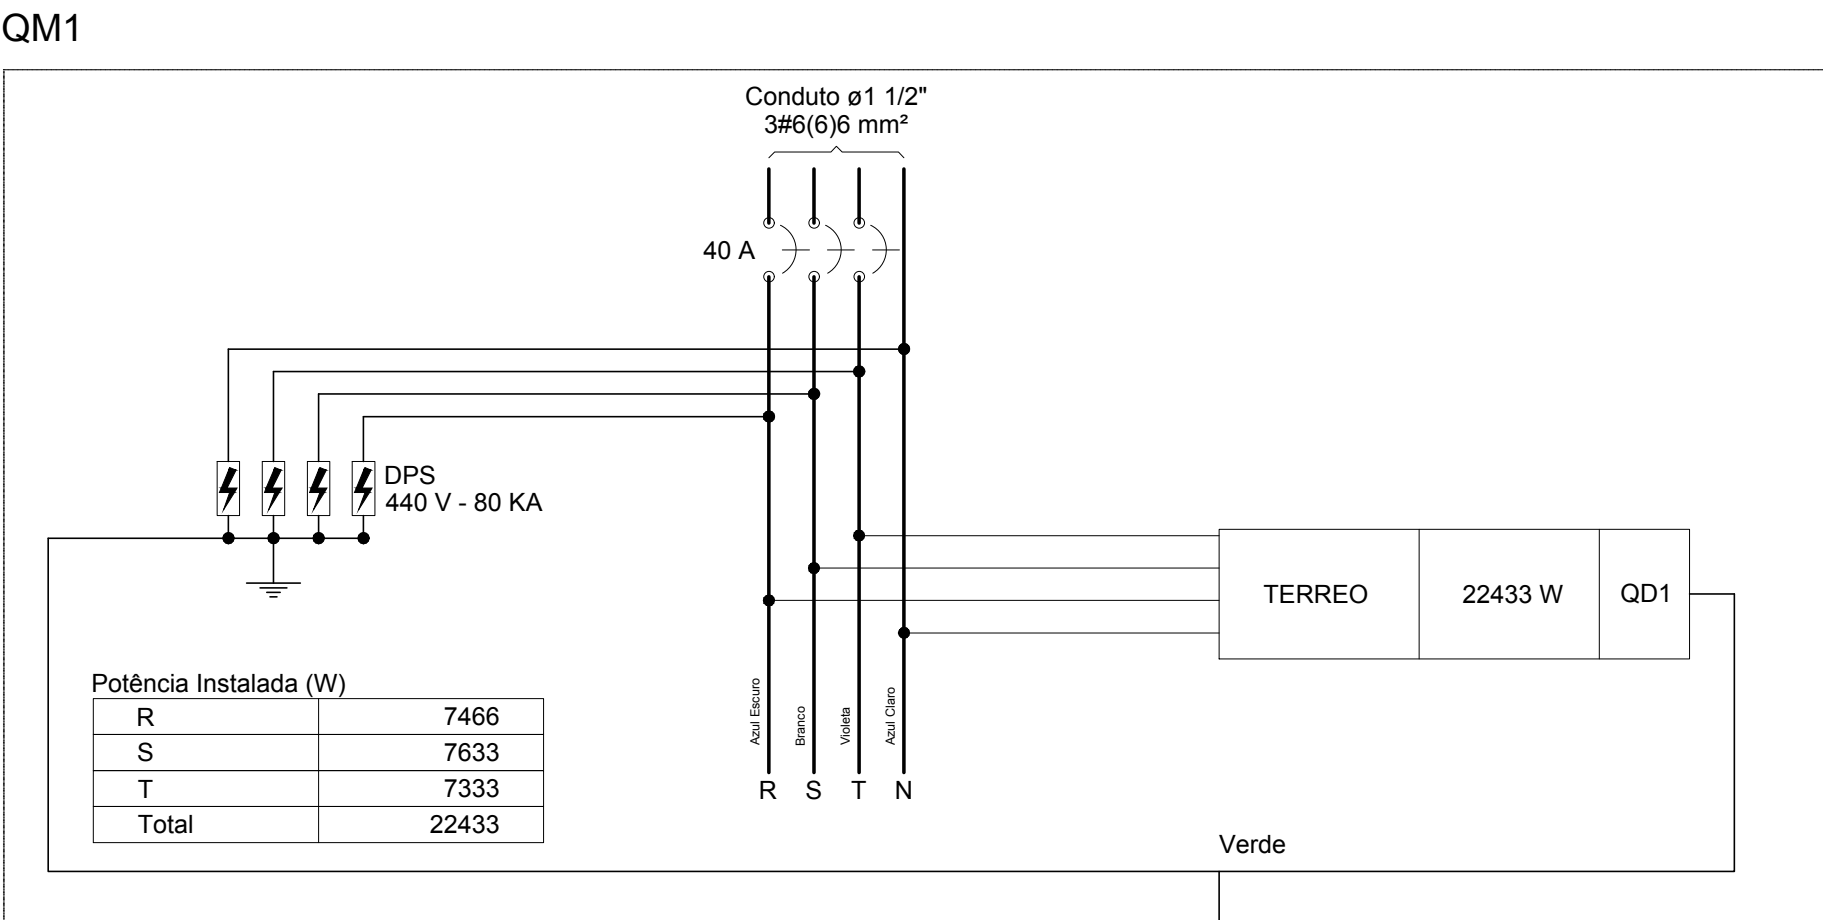 QM1
Conduto ø1 1/2"
3#6(6)6 mm²
40 A
DPS
440 V - 80 KA
TERREO 22433 W QD1
Potência Instalada (W)
R 7466
S 7633
T 7333
Total 22433
Azul Escuro
Branco
Violeta
Azul Claro
R S T N
Verde